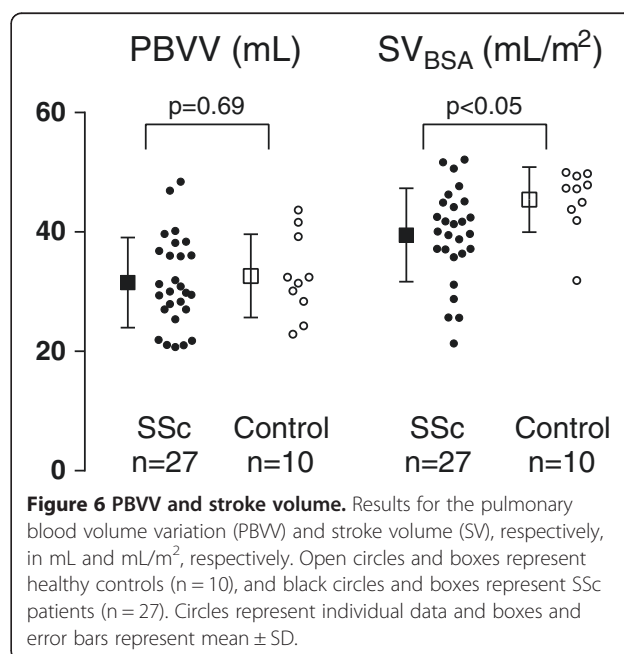 PBVV (mL) SV_BSA (mL/m²)
p=0.69 p<0.05
60
40
20
0
SSc Control SSc Control
n=27 n=10 n=27 n=10
Figure 6 PBVV and stroke volume. Results for the pulmonary
blood volume variation (PBVV) and stroke volume (SV), respectively,
in mL and mL/m², respectively. Open circles and boxes represent
healthy controls (n = 10), and black circles and boxes represent SSc
patients (n = 27). Circles represent individual data and boxes and
error bars represent mean ± SD.